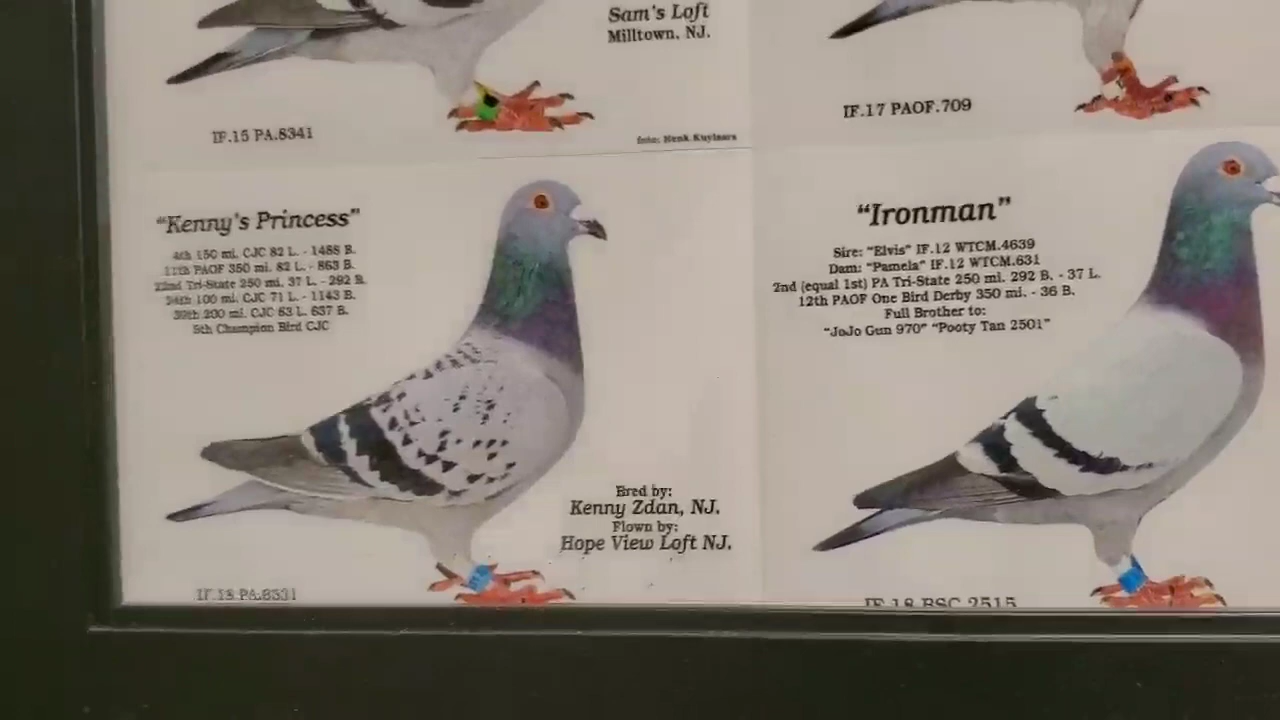 Sam's Loft
Milltown, NJ.
IF.15 PA.8341
foto: Henk Kuylaars
IF.17 PAOF.709
"Kenny's Princess"
4th 150 mi. CJC 82 L. - 1488 B.
11th PAOF 350 mi. 82 L. - 863 B.
22nd Tri-State 250 mi. 37 L. - 292 B.
100 mi. CJC 71 L. - 1143 B.
200 mi. CJC 63 L. 637 B.
Champion Bird CJC
Bred by:
Kenny Zdan, NJ.
Flown by:
Hope View Loft NJ.
IF.18 PA.8531
"Ironman"
Sire: "Elvis" IF.12 WTCM.4639
Dam: "Pamela" IF.12 WTCM.631
2nd (equal 1st) PA Tri-State 250 mi. 292 B. - 37 L.
12th PAOF One Bird Derby 350 mi. - 36 B.
Full Brother to:
"JoJo Gun 970" "Pooty Tan 2501"
IF.18 BSC.2515